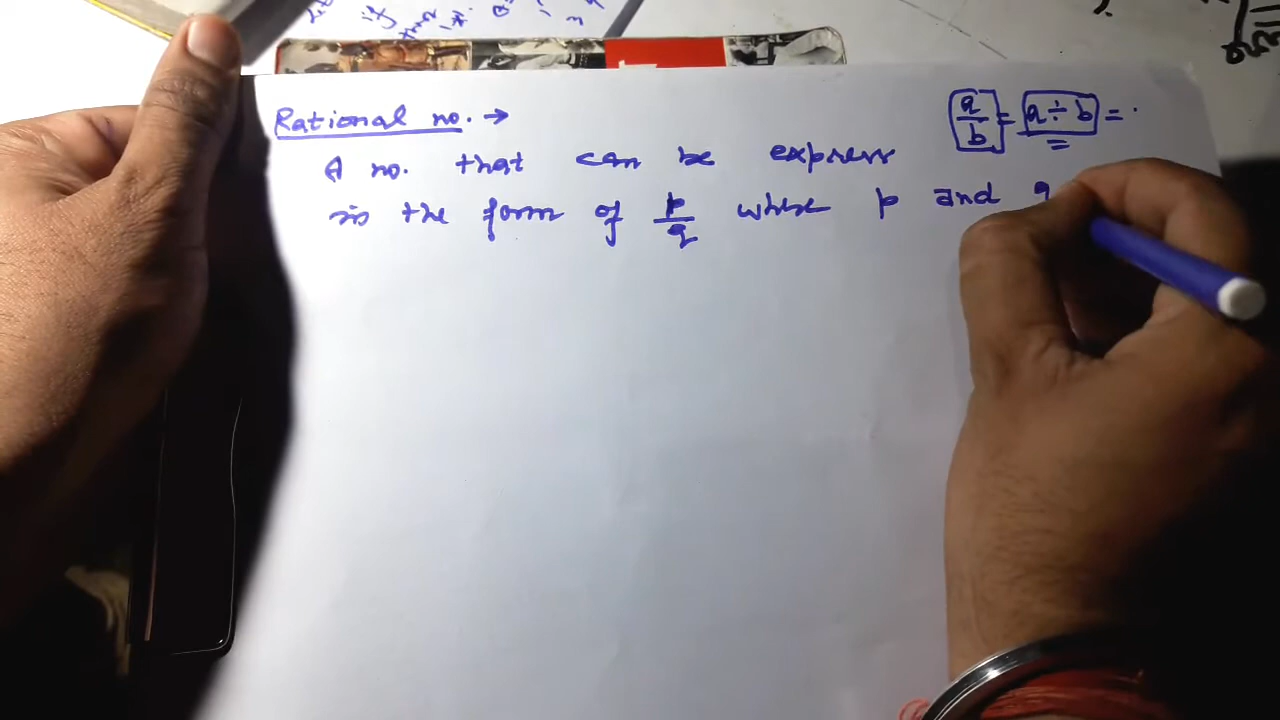 Rational no. →
a/b = a ÷ b = .
A no. that can be express
in the form of p/q where p and q